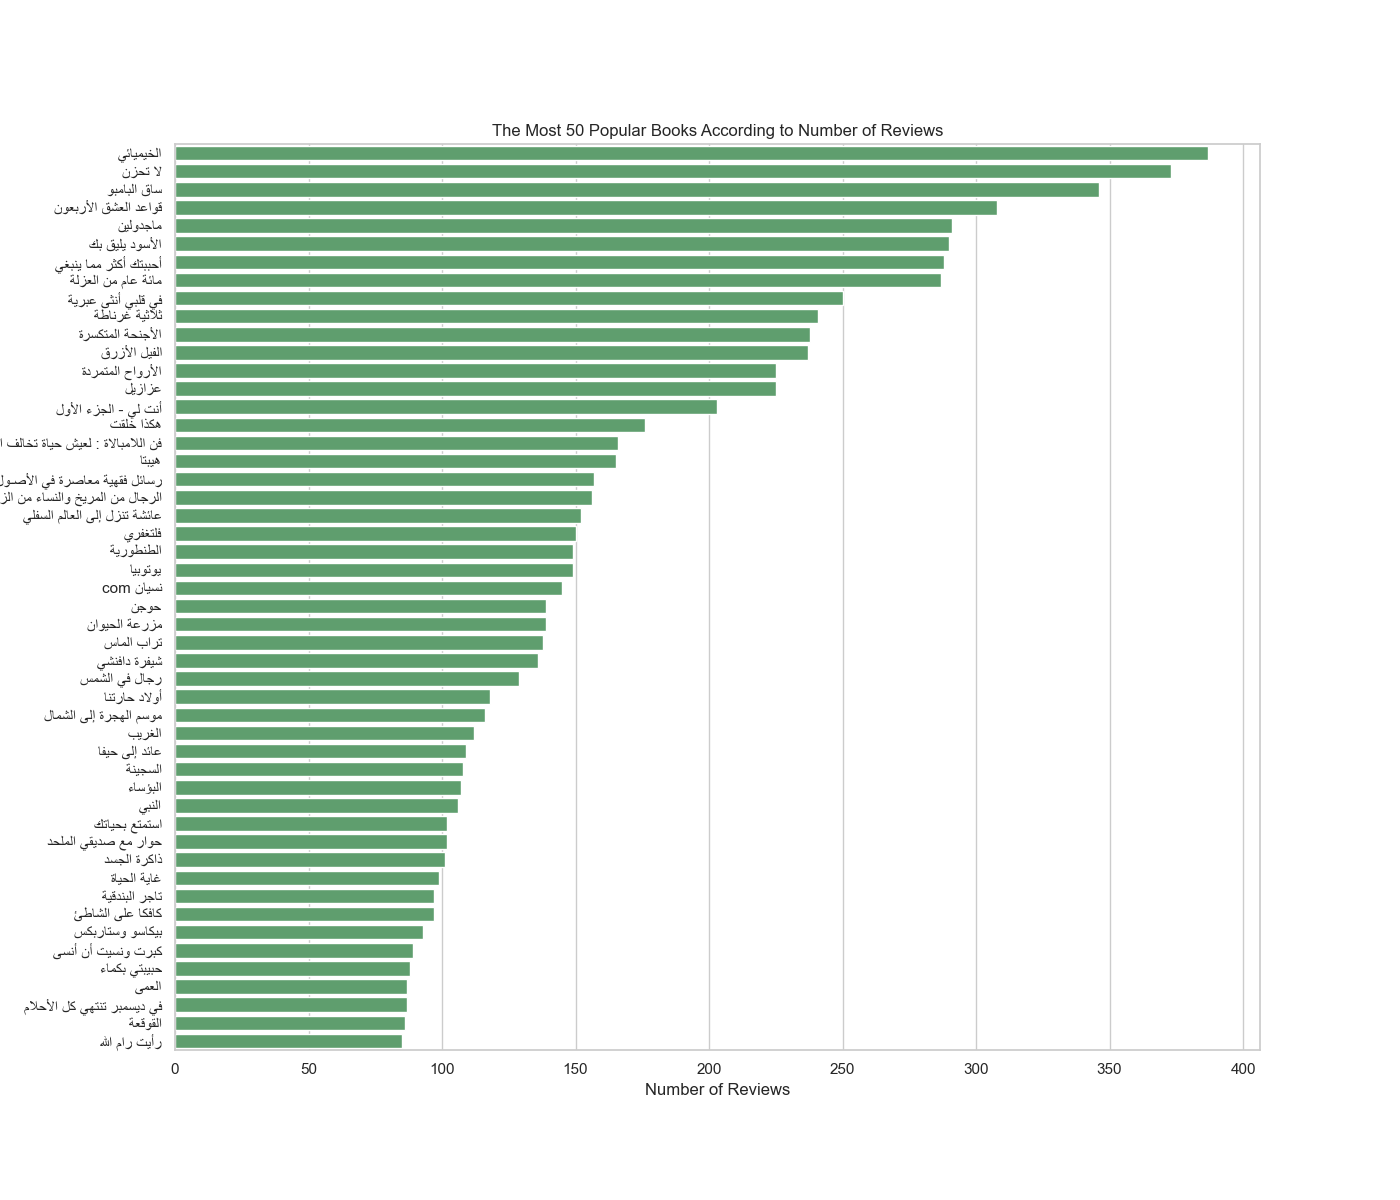 The Most 50 Popular Books According to Number of Reviews
الخيميائي
لا تحزن
ساق البامبو
قواعد العشق الأربعون
ماجدولين
الأسود يليق بك
أحببتك أكثر مما ينبغي
مائة عام من العزلة
في قلبي أنثى عبرية
ثلاثية غرناطة
الأجنحة المتكسرة
الفيل الأزرق
الأرواح المتمردة
عزازيل
أنت لي - الجزء الأول
هكذا خلقت
فن اللامبالاة : لعيش حياة تخالف
هيبتا
رسائل فقهية معاصرة في
الرجال من المريخ والنساء من
عائشة تنزل إلى العالم السفلي
فلتغفري
الطنطورية
يوتوبيا
نسيان com
حوجن
مزرعة الحيوان
تراب الماس
شيفرة دافنشي
رجال في الشمس
أولاد حارتنا
موسم الهجرة إلى الشمال
الغريب
عائد إلى حيفا
السجينة
البؤساء
النبي
استمتع بحياتك
حوار مع صديقي الملحد
ذاكرة الجسد
غاية الحياة
تاجر البندقية
كافكا على الشاطئ
بيكاسو وستاربكس
كبرت ونسيت أن أنسى
حبيبتي بكماء
العمى
في ديسمبر تنتهي كل الأحلام
القوقعة
رأيت رام الله
0 50 100 150 200 250 300 350 400
Number of Reviews